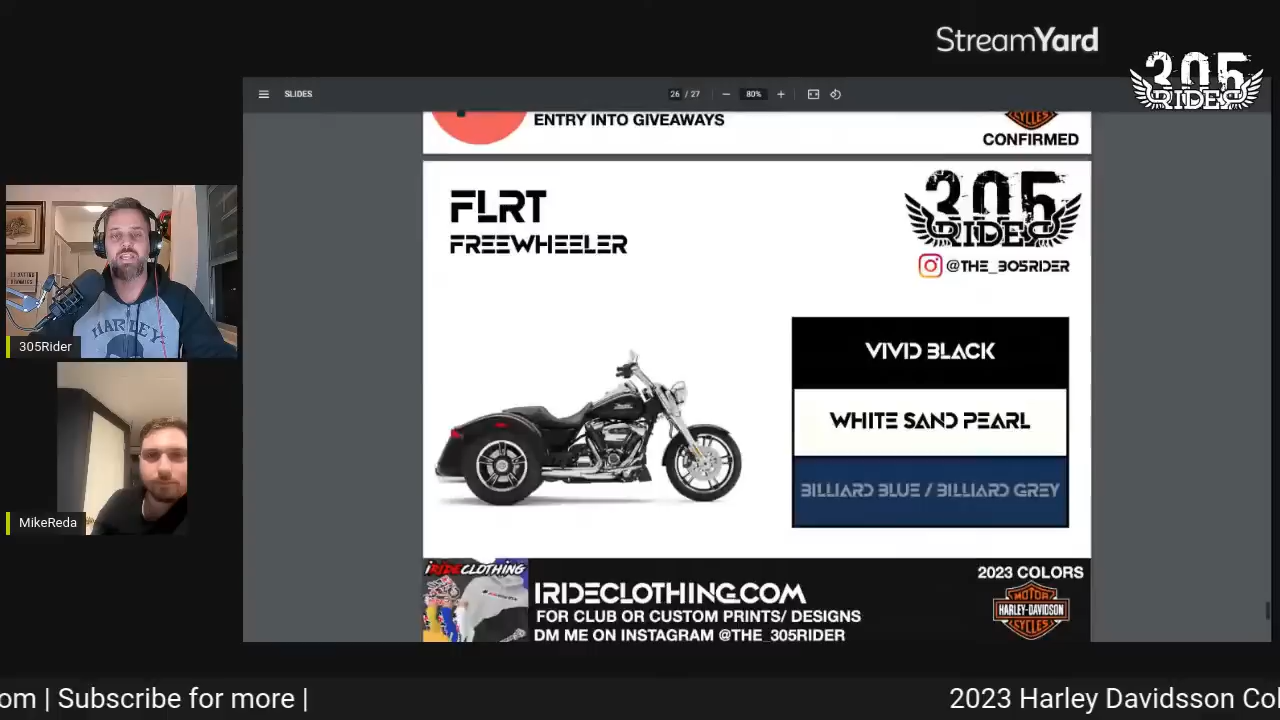 StreamYard
305
RIDER
SLIDES
26 / 27
80%
ENTRY INTO GIVEAWAYS
CYCLES
CONFIRMED
FLRT
FREEWHEELER
305
RIDER
@THE_305RIDER
VIVID BLACK
WHITE SAND PEARL
BILLIARD BLUE / BILLIARD GREY
HARLEY
305Rider
MikeReda
iRIDECLOTHING
IRIDECLOTHING.COM
FOR CLUB OR CUSTOM PRINTS/ DESIGNS
DM ME ON INSTAGRAM @THE_305RIDER
2023 COLORS
MOTOR
HARLEY-DAVIDSON
CYCLES
om | Subscribe for more |
2023 Harley Davidsson Col